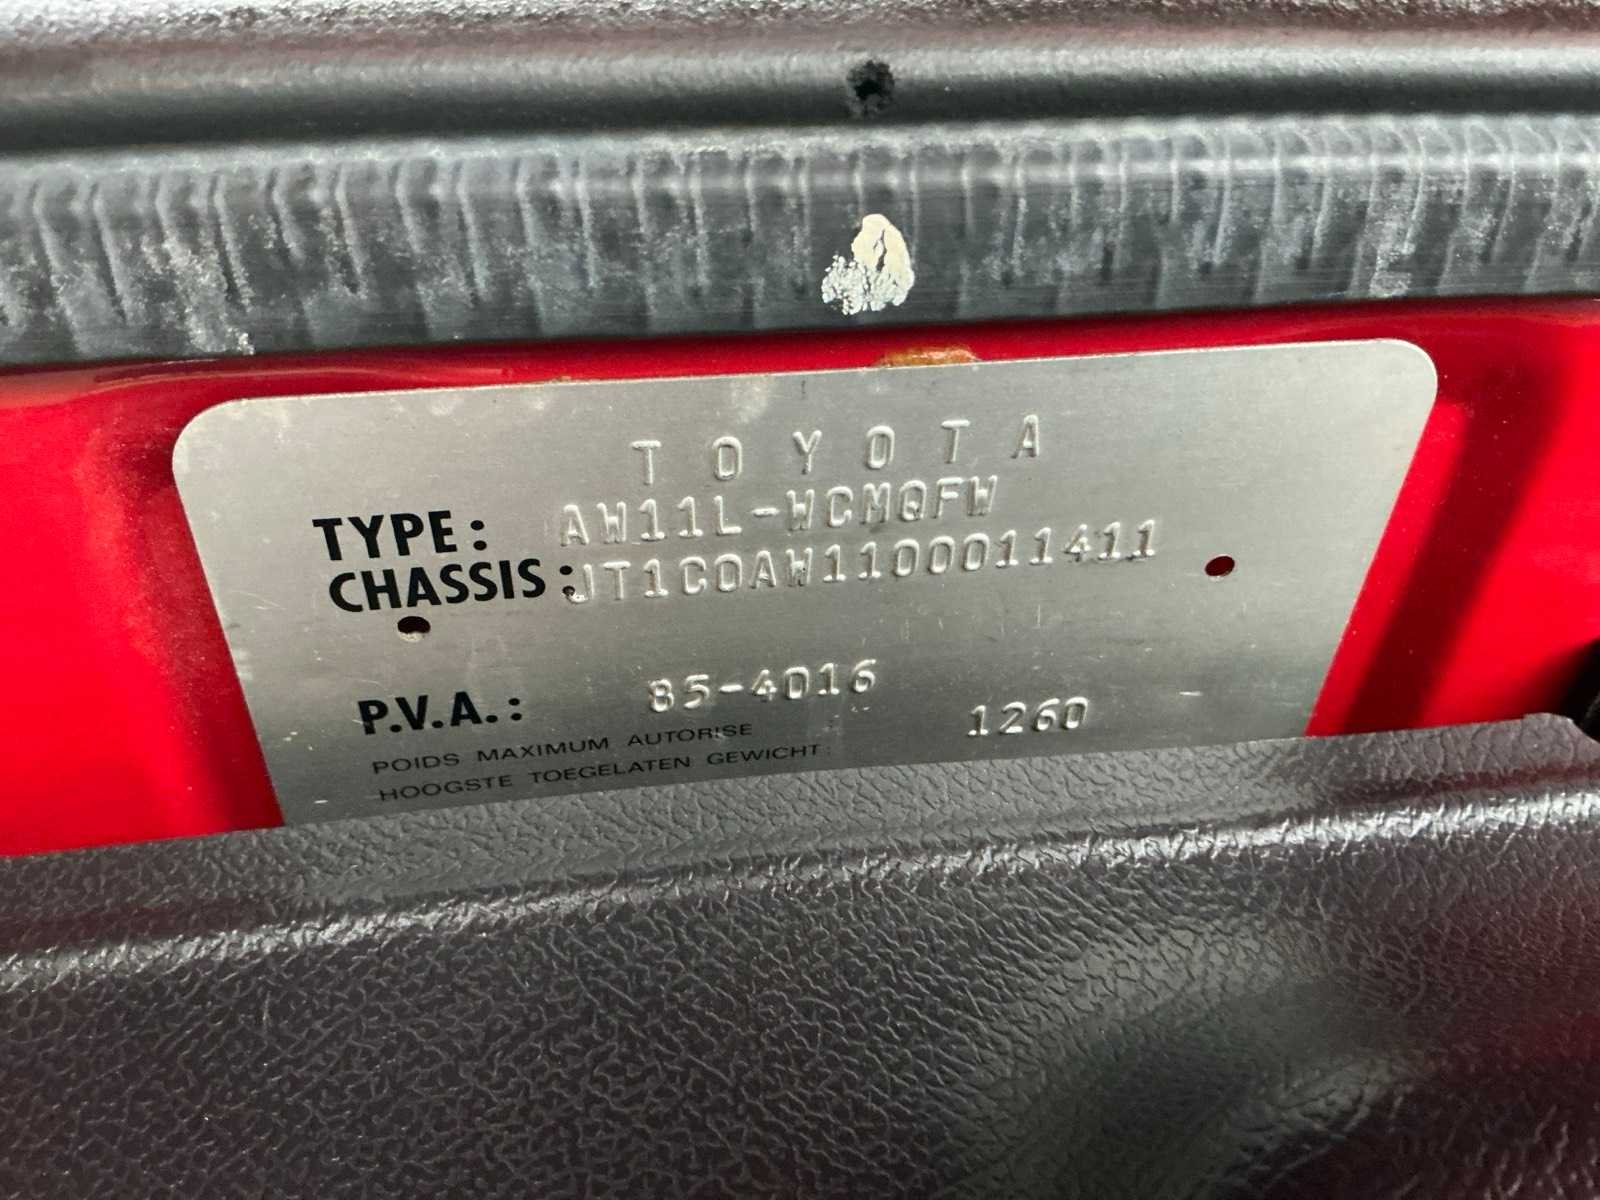 TOYOTA
TYPE: AW11L-WCMQFW
CHASSIS: JT1C0AW1100011411
P.V.A.: 85-4016
POIDS MAXIMUM AUTORISE
HOOGSTE TOEGELATEN GEWICHT: 1260